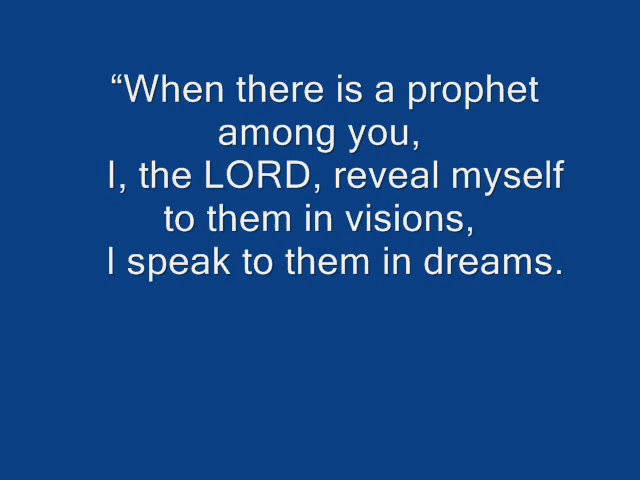 “When there is a prophet
among you,
I, the LORD, reveal myself
to them in visions,
I speak to them in dreams.